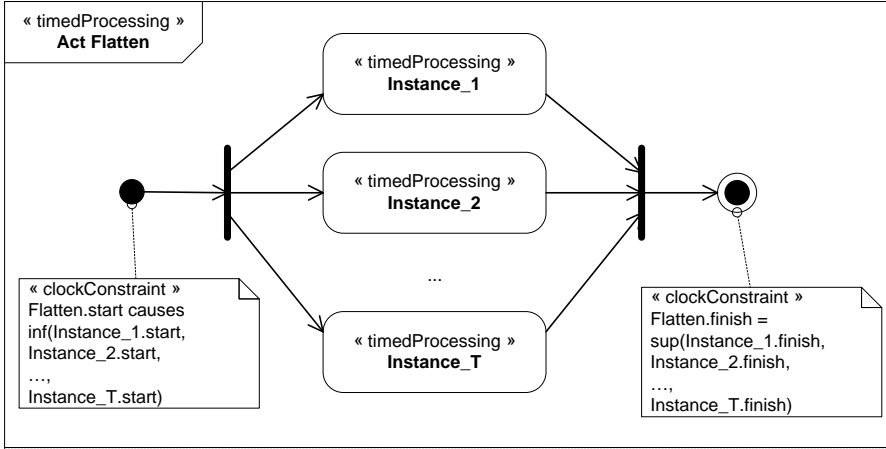 « timedProcessing »
Act Flatten
« timedProcessing »
Instance_1
« timedProcessing »
Instance_2
...
« timedProcessing »
Instance_T
« clockConstraint »
Flatten.start causes
inf(Instance_1.start,
Instance_2.start,
…,
Instance_T.start)
« clockConstraint »
Flatten.finish =
sup(Instance_1.finish,
Instance_2.finish,
…,
Instance_T.finish)